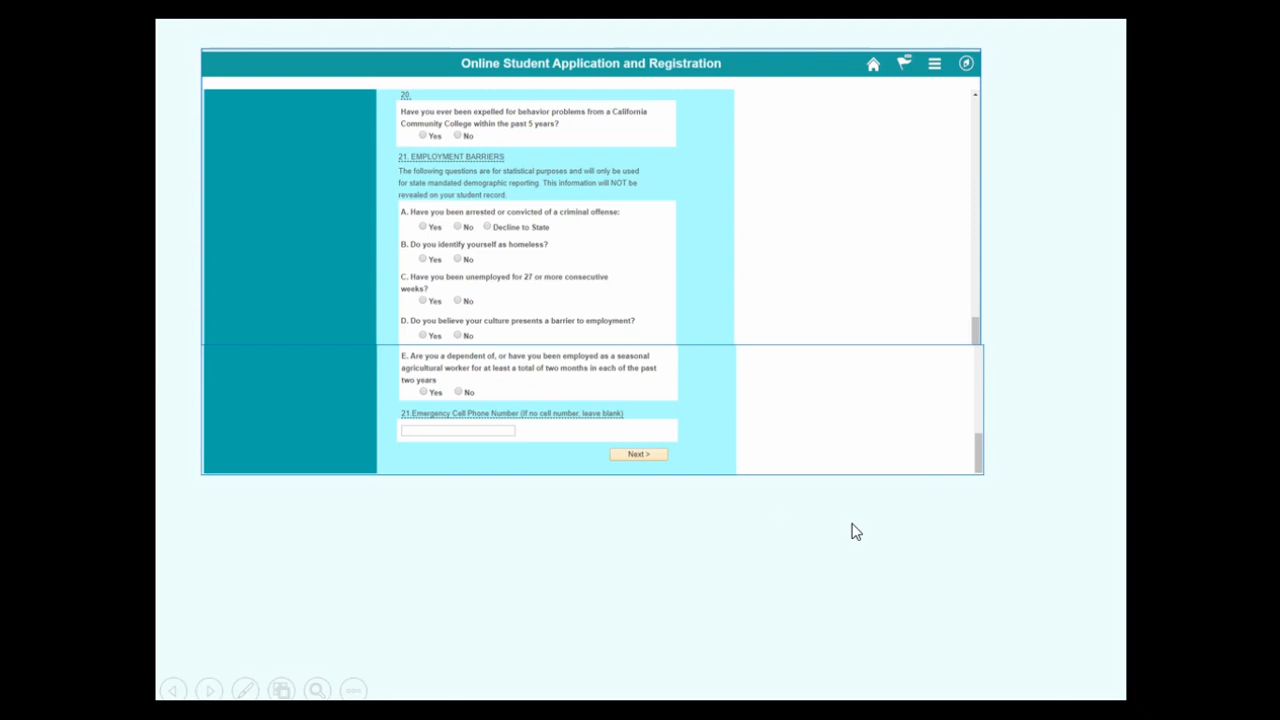 Online Student Application and Registration
20.
Have you ever been expelled for behavior problems from a California
Community College within the past 5 years?
Yes No
21. EMPLOYMENT BARRIERS
The following questions are for statistical purposes and will only be used
for state mandated demographic reporting. This information will NOT be
revealed on your student record.
A. Have you been arrested or convicted of a criminal offense:
Yes No Decline to State
B. Do you identify yourself as homeless?
Yes No
C. Have you been unemployed for 27 or more consecutive
weeks?
Yes No
D. Do you believe your culture presents a barrier to employment?
Yes No
E. Are you a dependent of, or have you been employed as a seasonal
agricultural worker for at least a total of two months in each of the past
two years
Yes No
21.Emergency Cell Phone Number (If no cell number, leave blank)
Next >